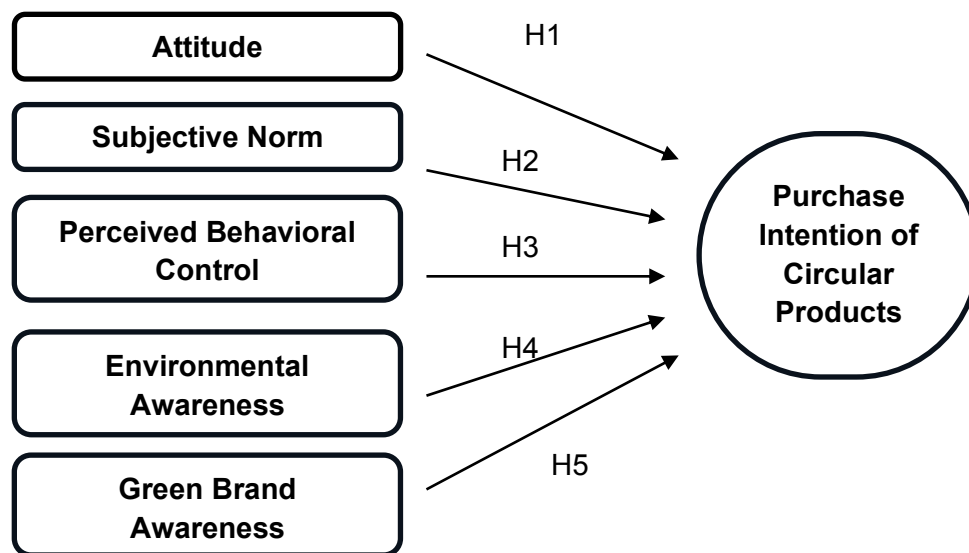 Attitude
H1
Subjective Norm
H2
Perceived Behavioral
Control
H3
Environmental
Awareness
H4
Green Brand
Awareness
H5
Purchase
Intention of
Circular
Products